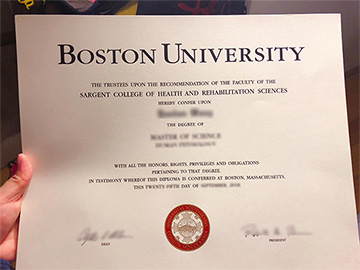 BOSTON UNIVERSITY
THE TRUSTEES UPON THE RECOMMENDATION OF THE FACULTY OF THE
SARGENT COLLEGE OF HEALTH AND REHABILITATION SCIENCES
HEREBY CONFER UPON
THE DEGREE OF
MASTER OF SCIENCE
HUMAN PHYSIOLOGY
WITH ALL THE HONORS, RIGHTS, PRIVILEGES AND OBLIGATIONS
PERTAINING TO THAT DEGREE.
IN TESTIMONY WHEREOF THIS DIPLOMA IS CONFERRED AT BOSTON, MASSACHUSETTS,
THIS TWENTY-FIFTH DAY OF SEPTEMBER,
DEAN
PRESIDENT